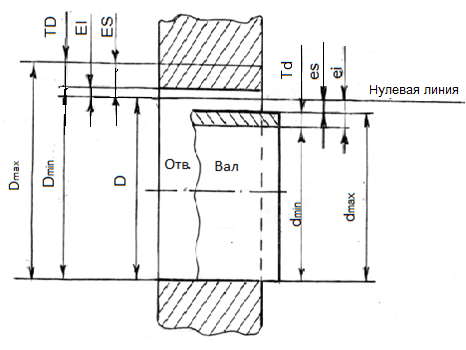 TD
EI
ES
Td
es
ei
Нулевая линия
Dmax
Dmin
D
Отв.
Вал
dmin
dmax